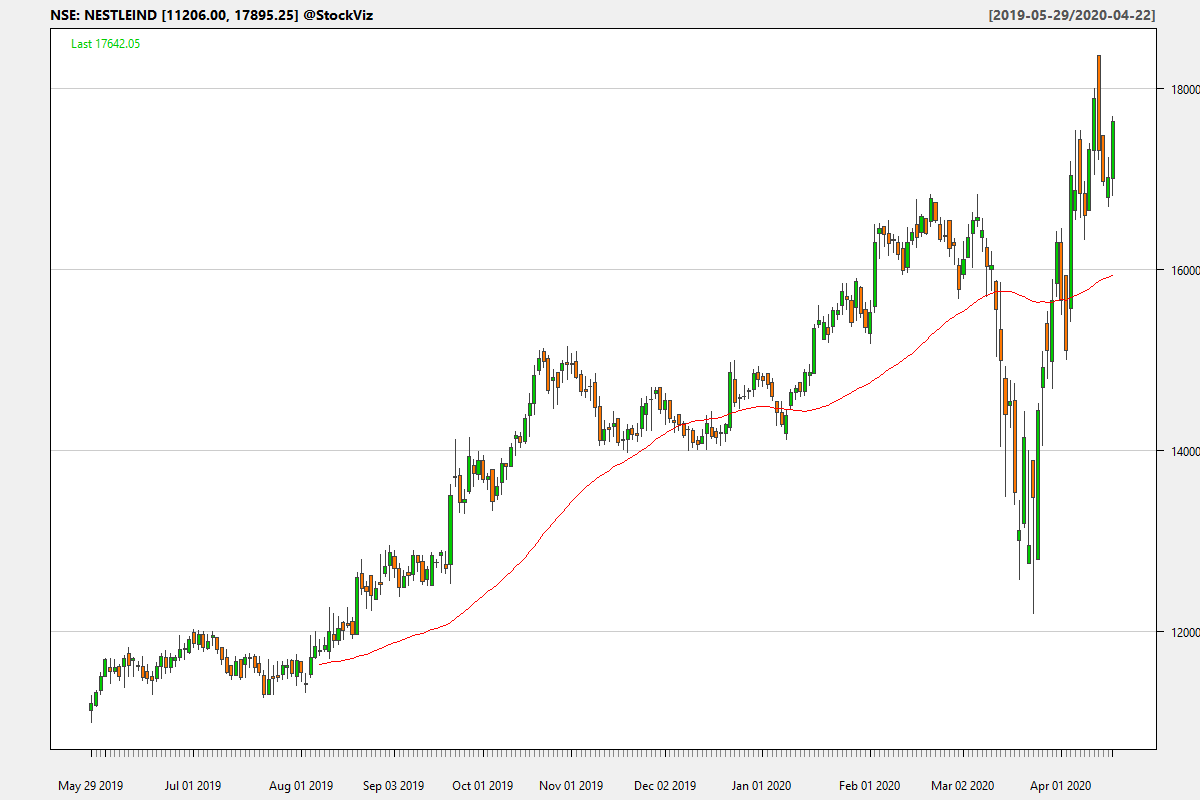 NSE: NESTLEIND [11206.00, 17895.25] @StockViz [2019-05-29/2020-04-22]
Last 17642.05
18000
16000
14000
12000
May 29 2019 Jul 01 2019 Aug 01 2019 Sep 03 2019 Oct 01 2019 Nov 01 2019 Dec 02 2019 Jan 01 2020 Feb 01 2020 Mar 02 2020 Apr 01 2020